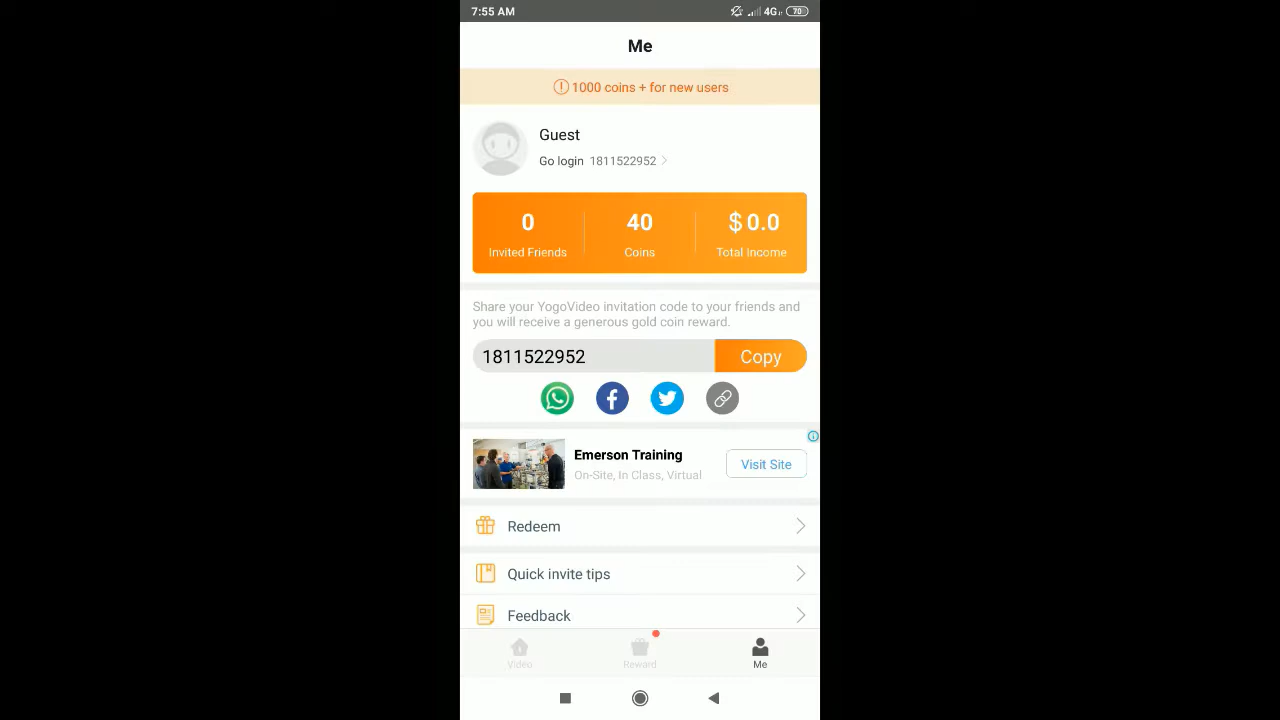 7:55 AM
4G
70
Me
1000 coins + for new users
Guest
Go login 1811522952
0
40
$0.0
Invited Friends
Coins
Total Income
Share your YogoVideo invitation code to your friends and
you will receive a generous gold coin reward.
1811522952
Copy
Emerson Training
On-Site, In Class, Virtual
Visit Site
Redeem
Quick invite tips
Feedback
Video
Reward
Me